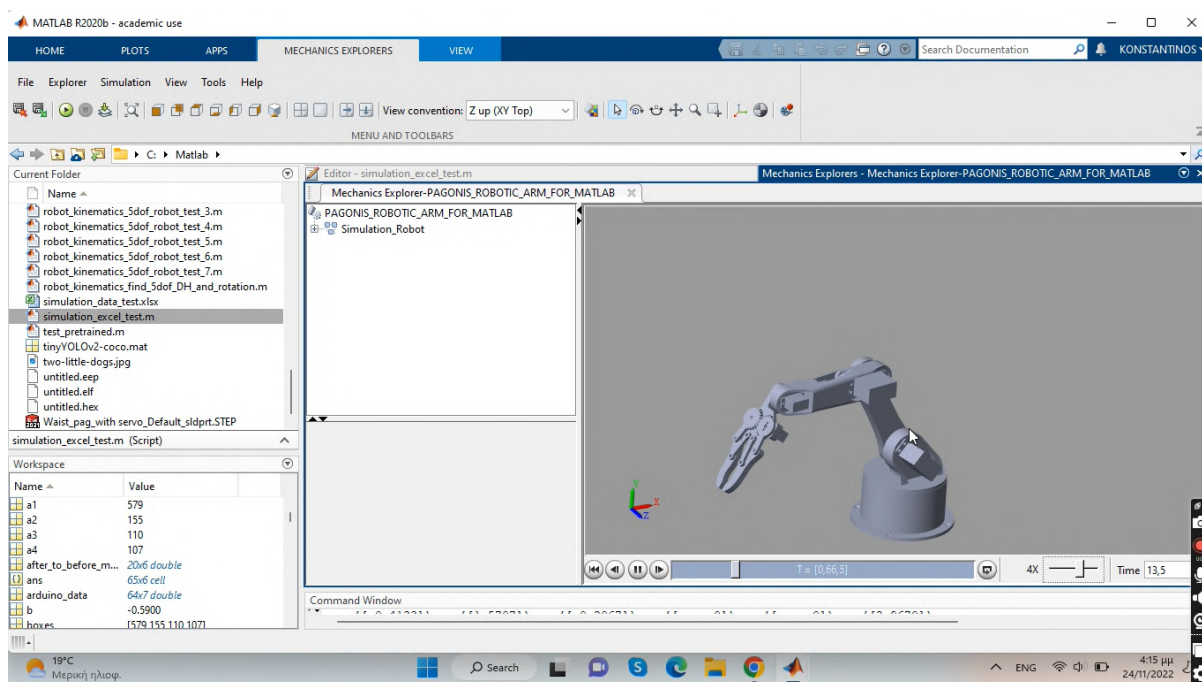 MATLAB R2020b - academic use
HOME PLOTS APPS MECHANICS EXPLORERS VIEW Search Documentation KONSTANTINOS
File Explorer Simulation View Tools Help
View convention: Z up (XY Top)
MENU AND TOOLBARS
C: Matlab
Current Folder
Name
robot_kinematics_5dof_robot_test_3.m
robot_kinematics_5dof_robot_test_4.m
robot_kinematics_5dof_robot_test_5.m
robot_kinematics_5dof_robot_test_6.m
robot_kinematics_5dof_robot_test_7.m
robot_kinematics_find_5dof_DH_and_rotation.m
simulation_data_test.xlsx
simulation_excel_test.m
test_pretrained.m
tinyYOLOv2-coco.mat
two-little-dogs.jpg
untitled.eep
untitled.elf
untitled.hex
Waist_pag_with servo_Default_sldprt.STEP
simulation_excel_test.m (Script)
Workspace
Name Value
a1 579
a2 155
a3 110
a4 107
after_to_before_m... 20x6 double
ans 65x6 cell
arduino_data 64x7 double
b -0.5900
boxes [579,155,110,107]
Editor - simulation_excel_test.m
Mechanics Explorers - Mechanics Explorer-PAGONIS_ROBOTIC_ARM_FOR_MATLAB
Mechanics Explorer-PAGONIS_ROBOTIC_ARM_FOR_MATLAB
PAGONIS_ROBOTIC_ARM_FOR_MATLAB
Simulation_Robot
Y
X
Z
T = [0,66,5]
4X
Time 13,5
Command Window
19°C
Μερική ηλιοφ.
Search
ENG
4:15 μμ
24/11/2022